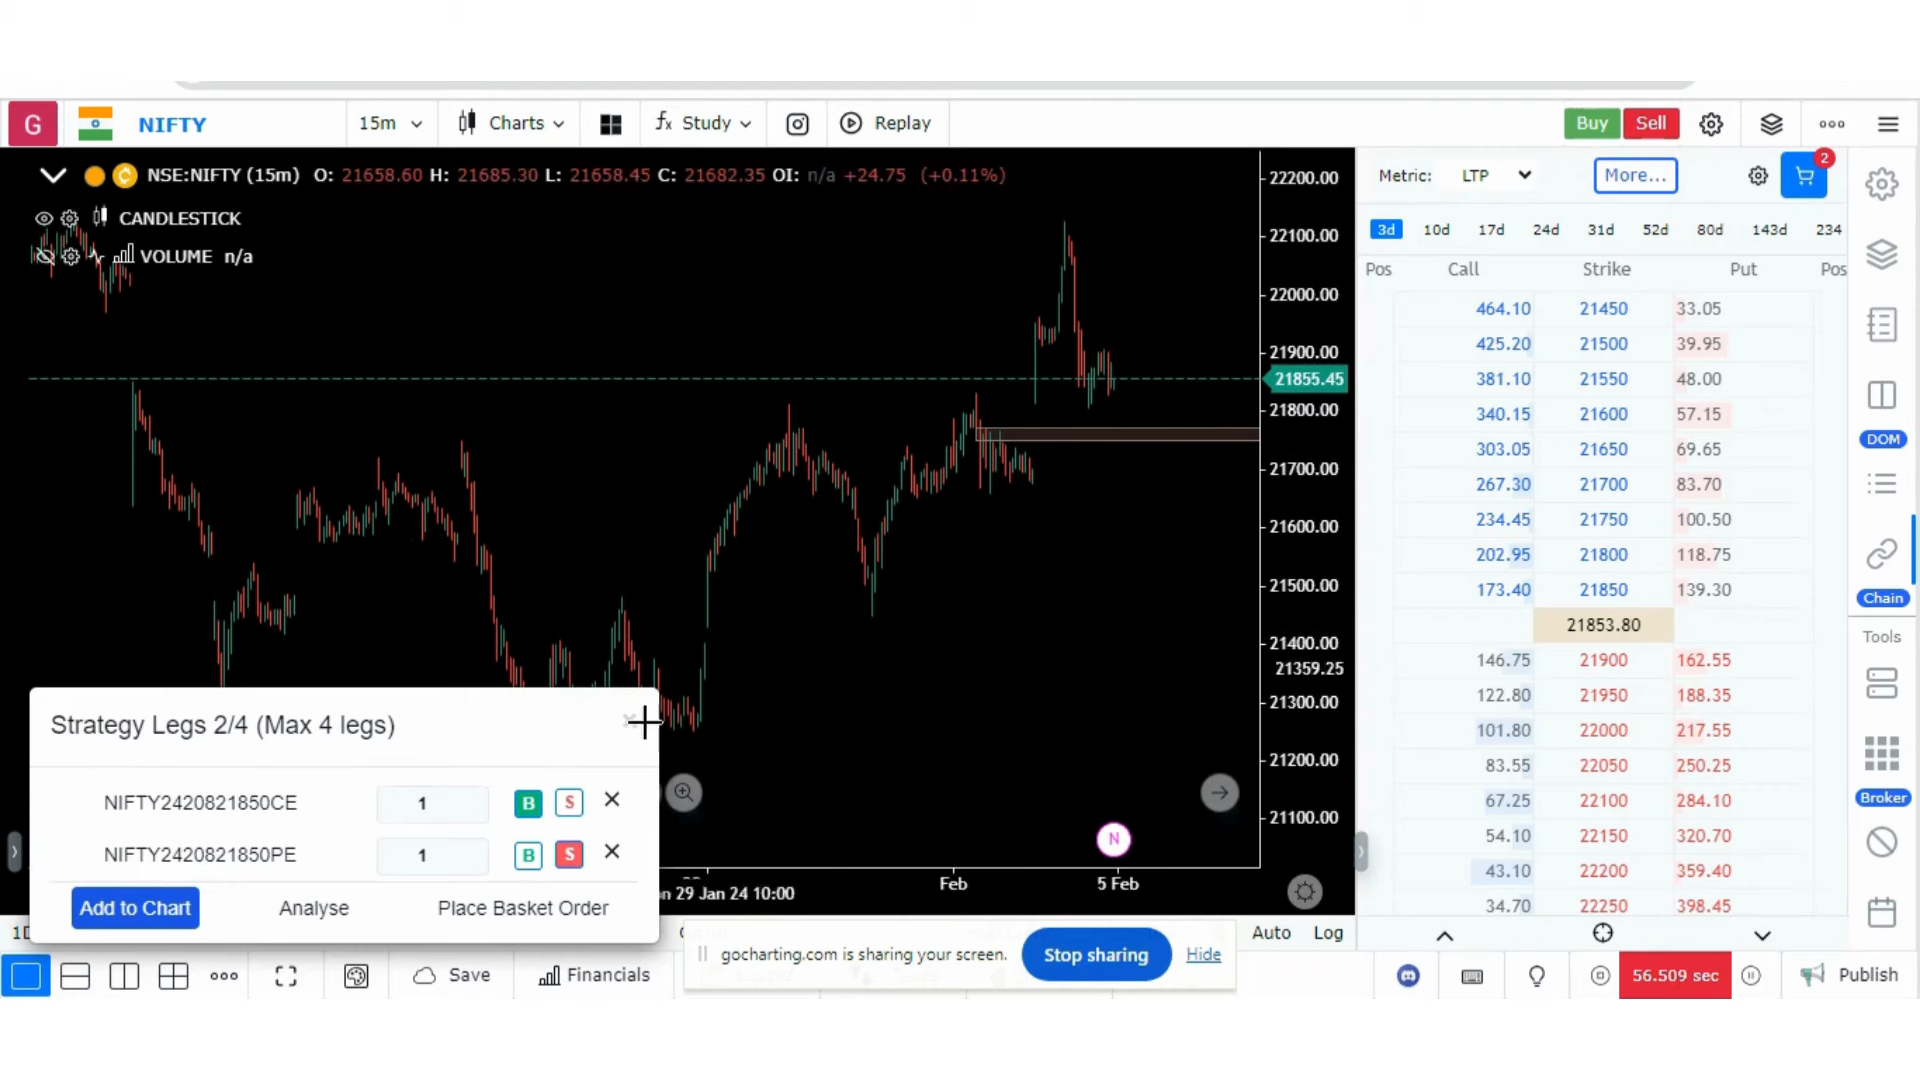 G NIFTY 15m Charts fx Study Replay Buy Sell
NSE:NIFTY (15m) O: 21658.60 H: 21685.30 L: 21658.45 C: 21682.35 OI: n/a +24.75 (+0.11%)
CANDLESTICK
VOLUME n/a
22200.00
22100.00
22000.00
21900.00
21855.45
21800.00
21700.00
21600.00
21500.00
21400.00
21359.25
21300.00
21200.00
21100.00
N
29 Jan 24 10:00 Feb 5 Feb
Metric: LTP More... 2
3d 10d 17d 24d 31d 52d 80d 143d 234
Pos Call Strike Put Pos
464.10 21450 33.05
425.20 21500 39.95
381.10 21550 48.00
340.15 21600 57.15
303.05 21650 69.65
267.30 21700 83.70
234.45 21750 100.50
202.95 21800 118.75
173.40 21850 139.30
21853.80
146.75 21900 162.55
122.80 21950 188.35
101.80 22000 217.55
83.55 22050 250.25
67.25 22100 284.10
54.10 22150 320.70
43.10 22200 359.40
34.70 22250 398.45
DOM
Chain
Tools
Broker
Strategy Legs 2/4 (Max 4 legs)
NIFTY2420821850CE 1 B S
NIFTY2420821850PE 1 B S
Add to Chart Analyse Place Basket Order
Auto Log
gocharting.com is sharing your screen. Stop sharing Hide
Save Financials 56.509 sec Publish